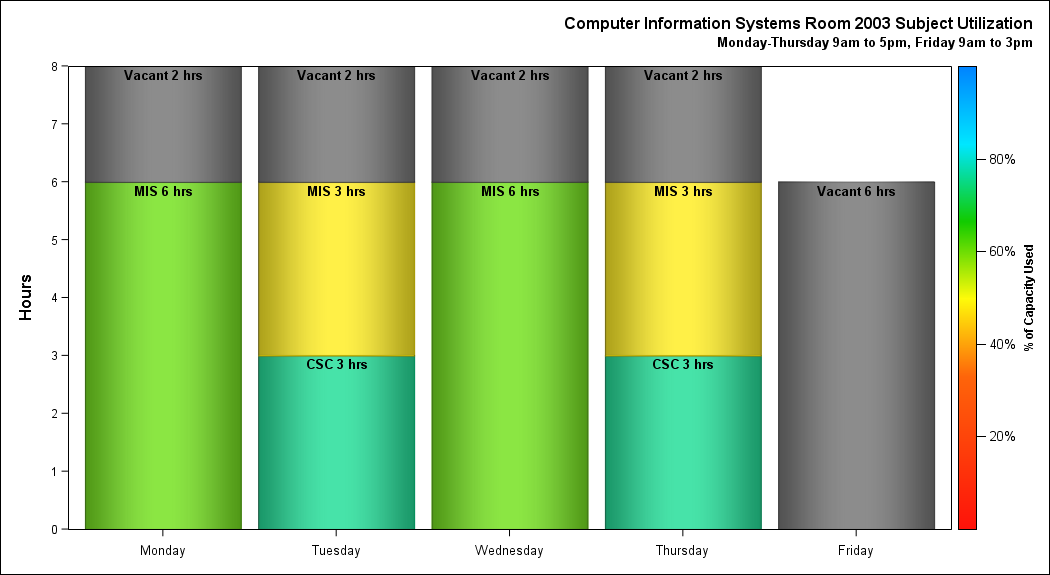 Computer Information Systems Room 2003 Subject Utilization
Monday-Thursday 9am to 5pm, Friday 9am to 3pm
Hours
8
7
6
5
4
3
2
1
0
Vacant 2 hrs
MIS 6 hrs
Vacant 2 hrs
MIS 3 hrs
CSC 3 hrs
Vacant 2 hrs
MIS 6 hrs
Vacant 2 hrs
MIS 3 hrs
CSC 3 hrs
Vacant 6 hrs
Monday
Tuesday
Wednesday
Thursday
Friday
80%
60%
40%
20%
% of Capacity Used